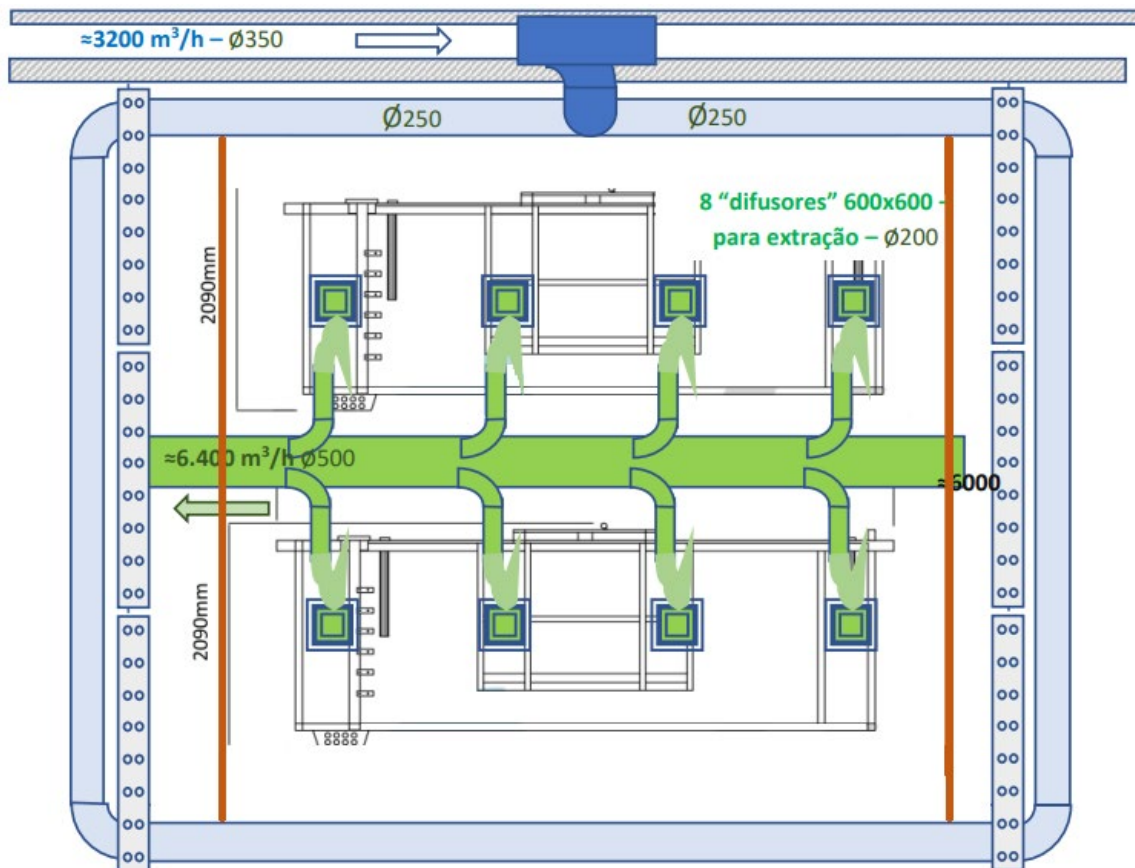 ≈3200 m³/h – Ø350
Ø250
Ø250
8 “difusores” 600x600 -
para extração – Ø200
2090mm
≈6.400 m³/h Ø500
≈6000
2090mm